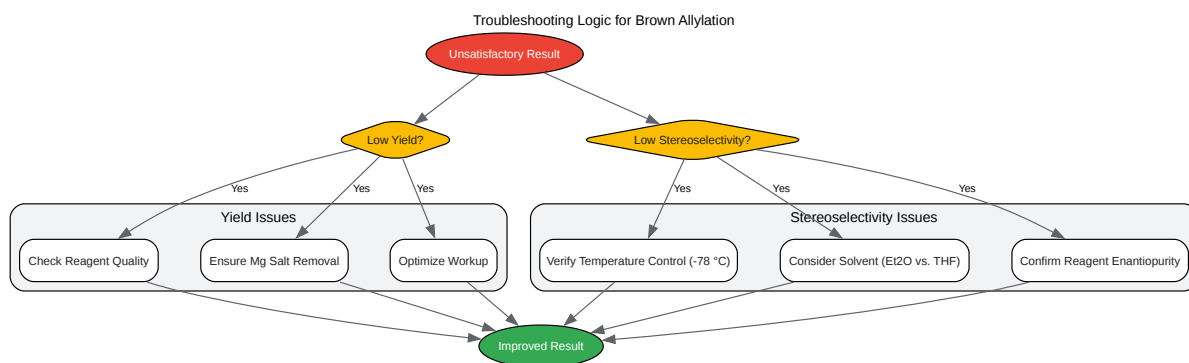 Troubleshooting Logic for Brown Allylation
Unsatisfactory Result
Low Yield?
Low Stereoselectivity?
Yes
Yes
Yes
Yes
Yes
Yes
Yield Issues
Stereoselectivity Issues
Check Reagent Quality
Ensure Mg Salt Removal
Optimize Workup
Verify Temperature Control (-78 °C)
Consider Solvent (Et2O vs. THF)
Confirm Reagent Enantiopurity
Improved Result